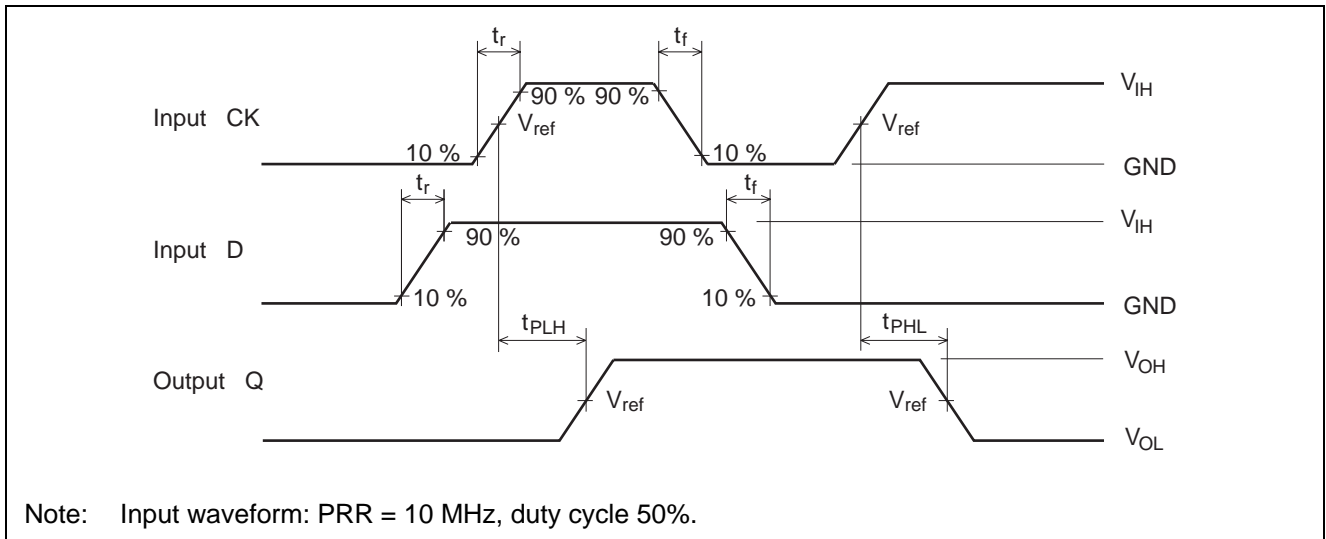 tr tf
90 % 90 % VIH
Input CK Vref Vref
10 % 10 % GND
tr tf
VIH
90 % 90 %
Input D
10 % 10 % GND
tPLH tPHL
VOH
Output Q
Vref Vref
VOL
Note: Input waveform: PRR = 10 MHz, duty cycle 50%.